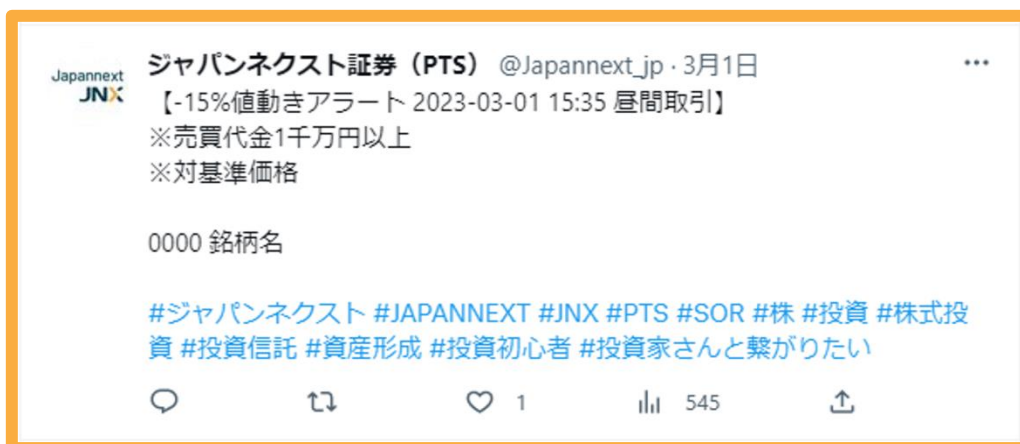 Japannext
JNX
ジャパンネクスト証券（PTS） @Japannext_jp · 3月1日
【-15%値動きアラート 2023-03-01 15:35 昼間取引】
※売買代金1千万円以上
※対基準価格
0000 銘柄名
#ジャパンネクスト #JAPANNEXT #JNX #PTS #SOR #株 #投資 #株式投
資 #投資信託 #資産形成 #投資初心者 #投資家さんと繋がりたい
1 545